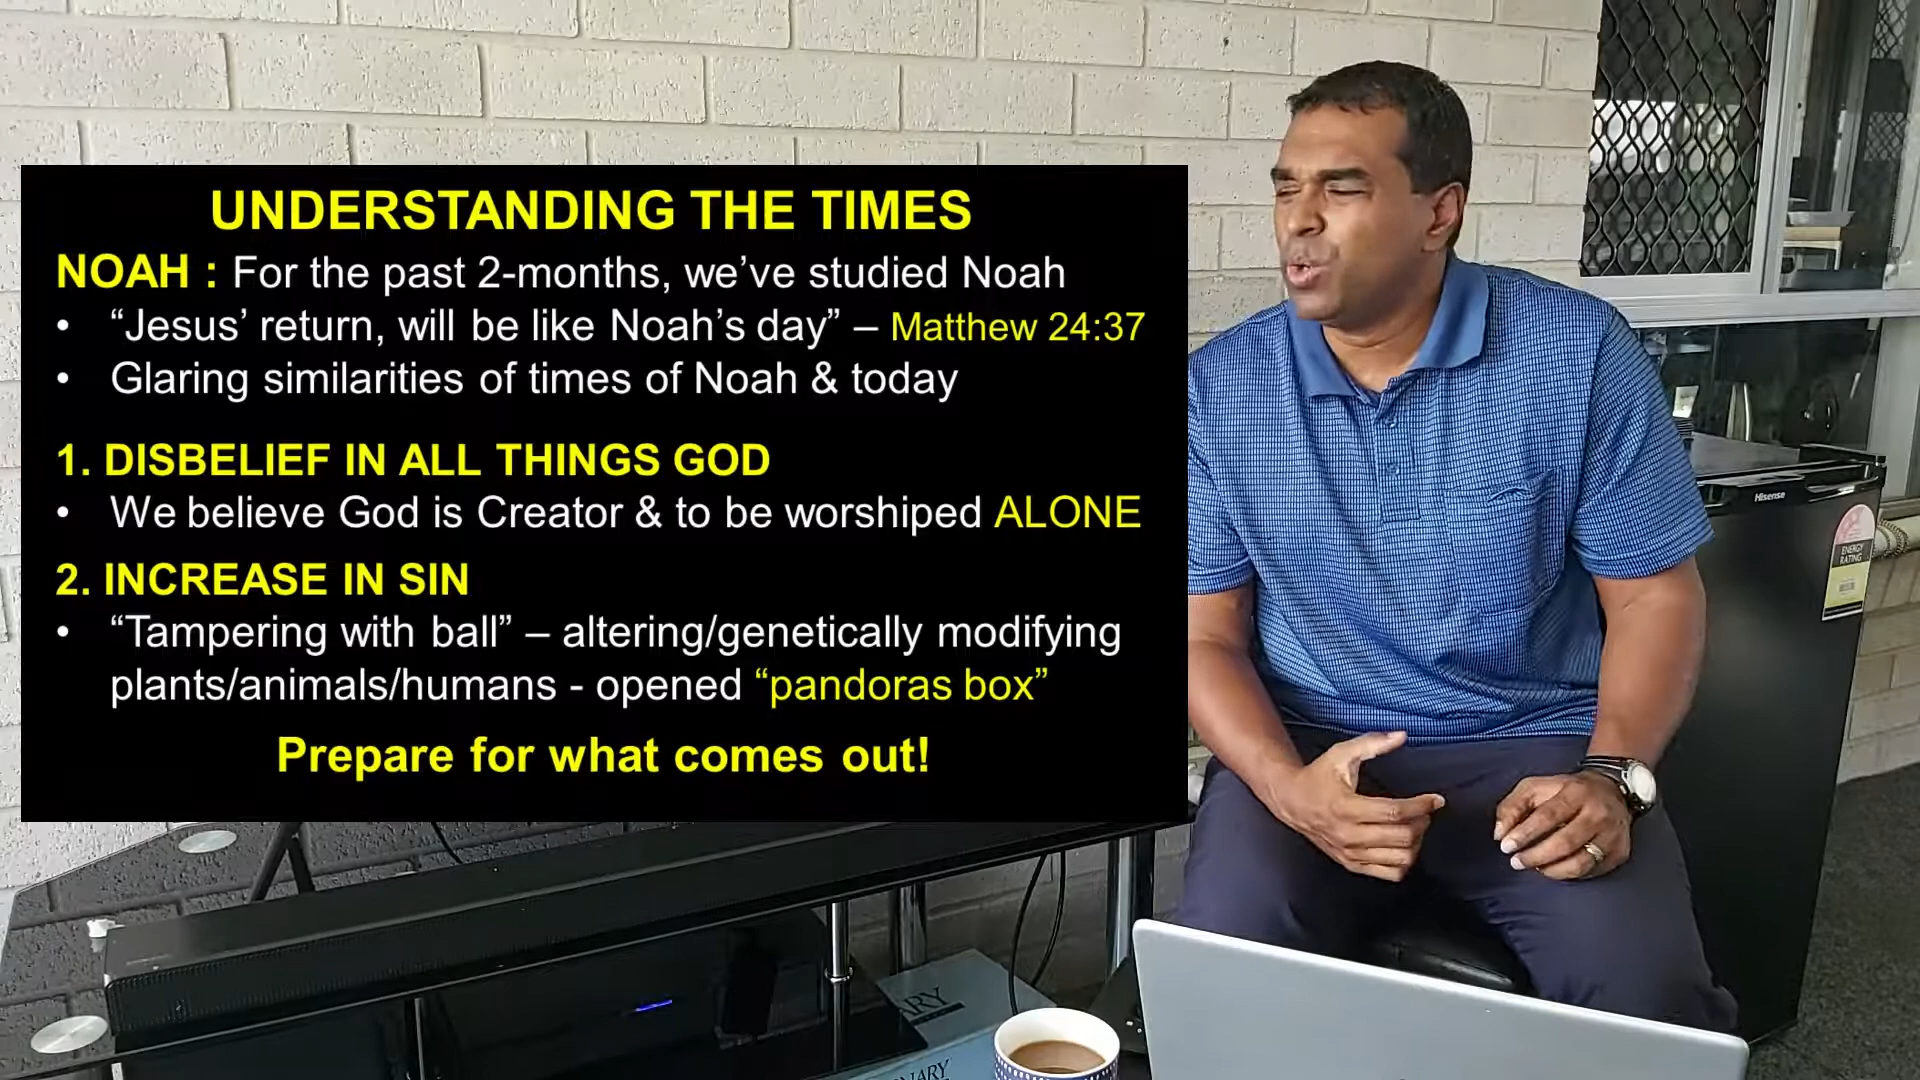 UNDERSTANDING THE TIMES
NOAH : For the past 2-months, we've studied Noah
• “Jesus’ return, will be like Noah’s day” – Matthew 24:37
• Glaring similarities of times of Noah & today
1. DISBELIEF IN ALL THINGS GOD
• We believe God is Creator & to be worshiped ALONE
2. INCREASE IN SIN
• “Tampering with ball” – altering/genetically modifying
plants/animals/humans - opened “pandoras box”
Prepare for what comes out!
Hisense
ENERGY
RATING